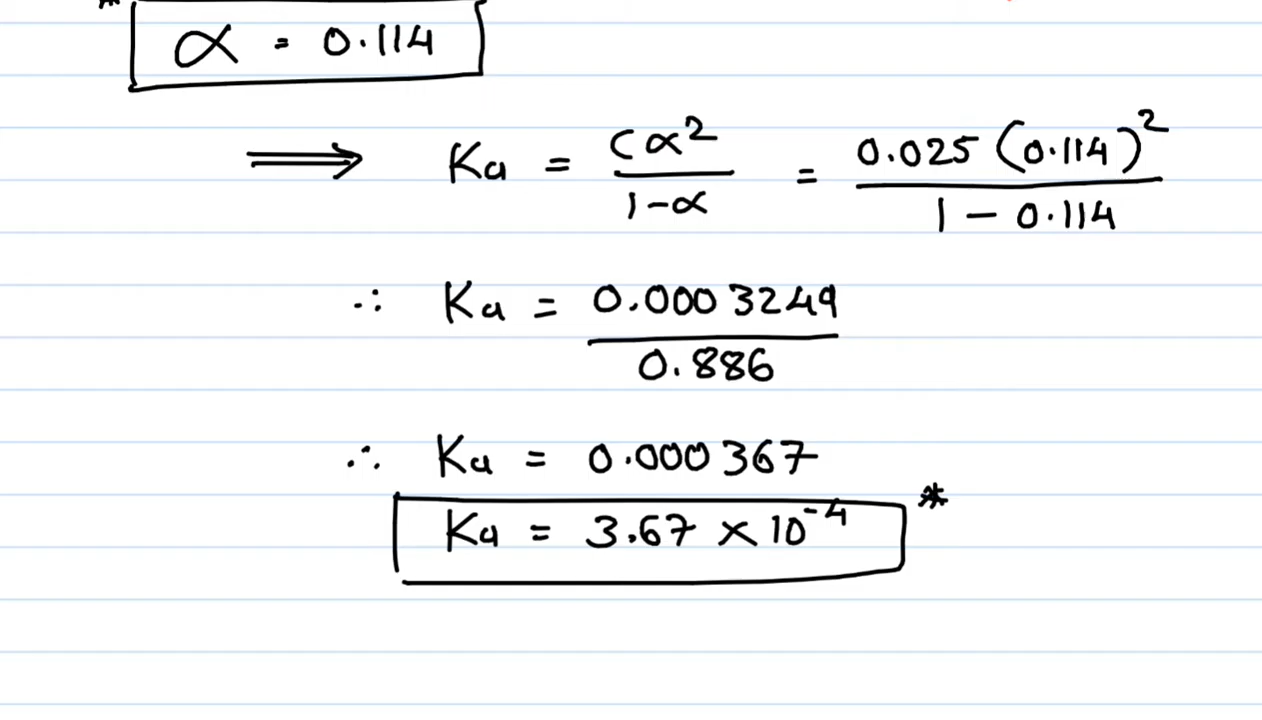 * α = 0.114
⟹ Ka = Cα² / 1-α = 0.025 (0.114)² / 1 - 0.114
∴ Ka = 0.0003249 / 0.886
∴ Ka = 0.000367
Ka = 3.67 × 10⁻⁴ *